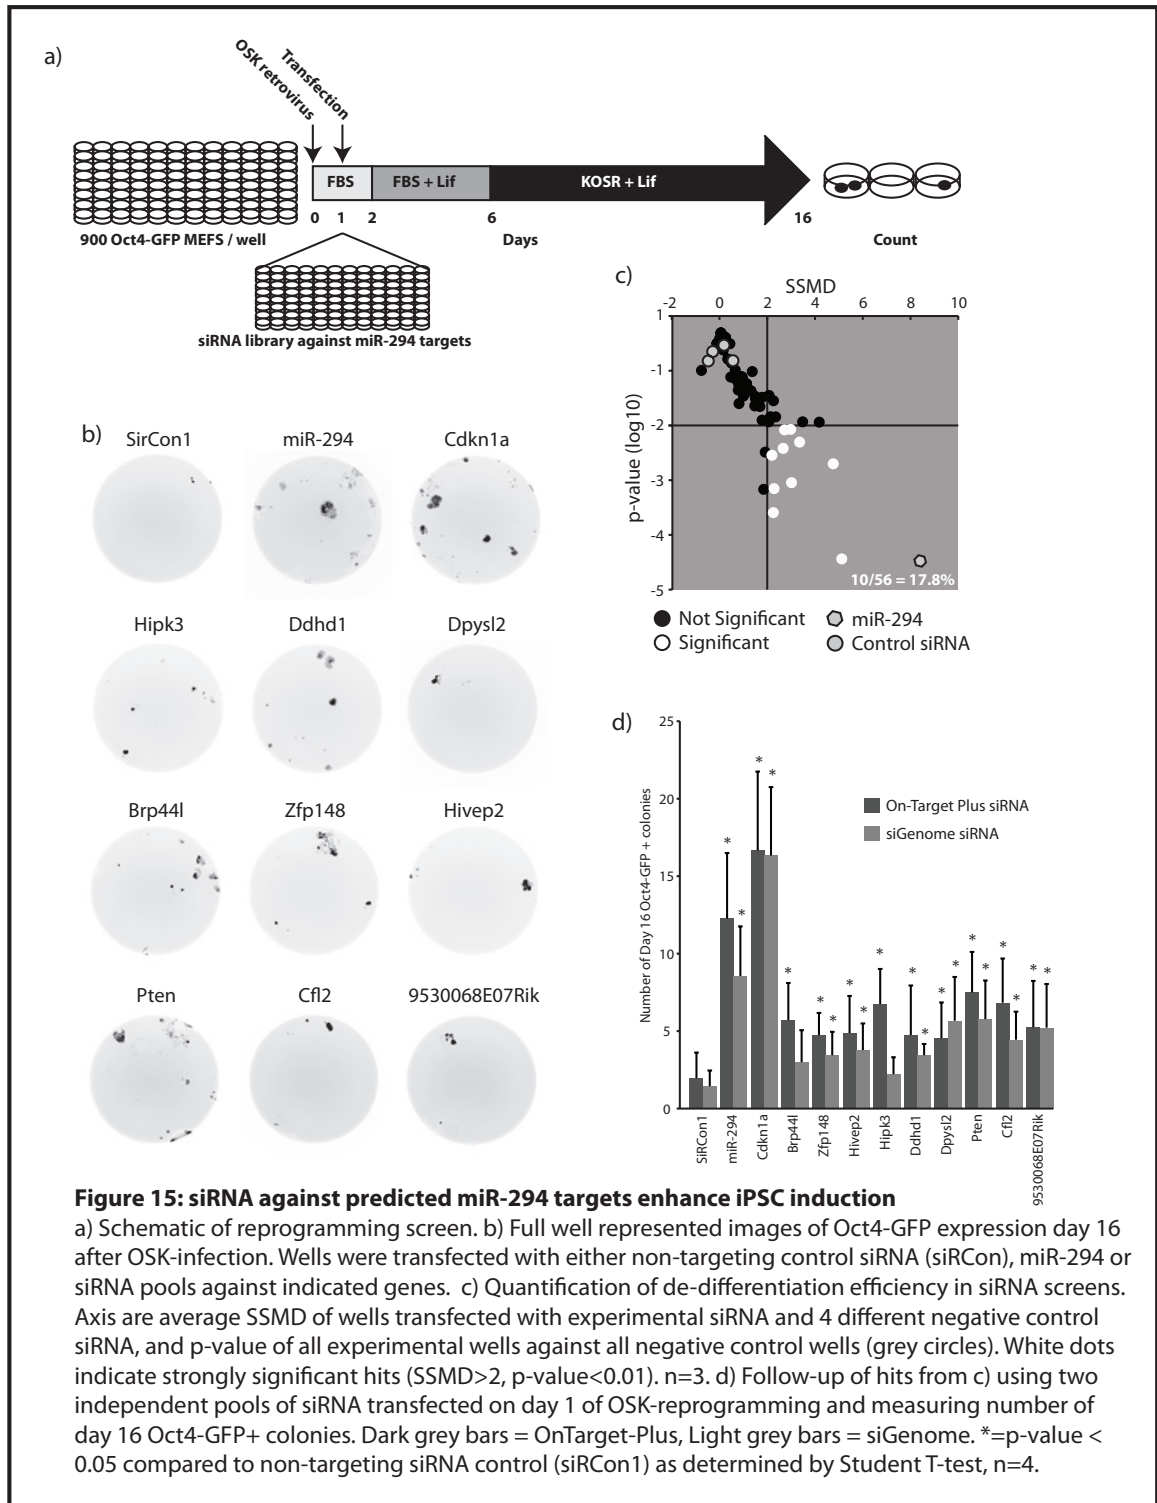 a)
OSK retrovirus
Transfection
FBS
FBS + Lif
KOSR + Lif
0 1 2 6 16
900 Oct4-GFP MEFS / well
Days
Count
siRNA library against miR-294 targets
b)
SirCon1 miR-294 Cdkn1a
Hipk3 Ddhd1 Dpysl2
Brp44l Zfp148 Hivep2
Pten Cfl2 9530068E07Rik
c)
SSMD
-2 0 2 4 6 8 10
1
-1
-2
-3
-4
-5
p-value (log10)
10/56 = 17.8%
Not Significant
miR-294
Significant
Control siRNA
d)
25
20
15
10
5
0
Number of Day 16 Oct4-GFP + colonies
On-Target Plus siRNA
siGenome siRNA
* * * * * * * * * * * * * * * * * * * *
SiRCon1
miR-294
Cdkn1a
Brp44l
Zfp148
Hivep2
Hipk3
Ddhd1
Dpysl2
Pten
Cfl2
9530068E07Rik
Figure 15: siRNA against predicted miR-294 targets enhance iPSC induction
a) Schematic of reprogramming screen. b) Full well represented images of Oct4-GFP expression day 16
after OSK-infection. Wells were transfected with either non-targeting control siRNA (siRCon), miR-294 or
siRNA pools against indicated genes. c) Quantification of de-differentiation efficiency in siRNA screens.
Axis are average SSMD of wells transfected with experimental siRNA and 4 different negative control
siRNA, and p-value of all experimental wells against all negative control wells (grey circles). White dots
indicate strongly significant hits (SSMD>2, p-value<0.01). n=3. d) Follow-up of hits from c) using two
independent pools of siRNA transfected on day 1 of OSK-reprogramming and measuring number of
day 16 Oct4-GFP+ colonies. Dark grey bars = OnTarget-Plus, Light grey bars = siGenome. *=p-value <
0.05 compared to non-targeting siRNA control (siRCon1) as determined by Student T-test, n=4.